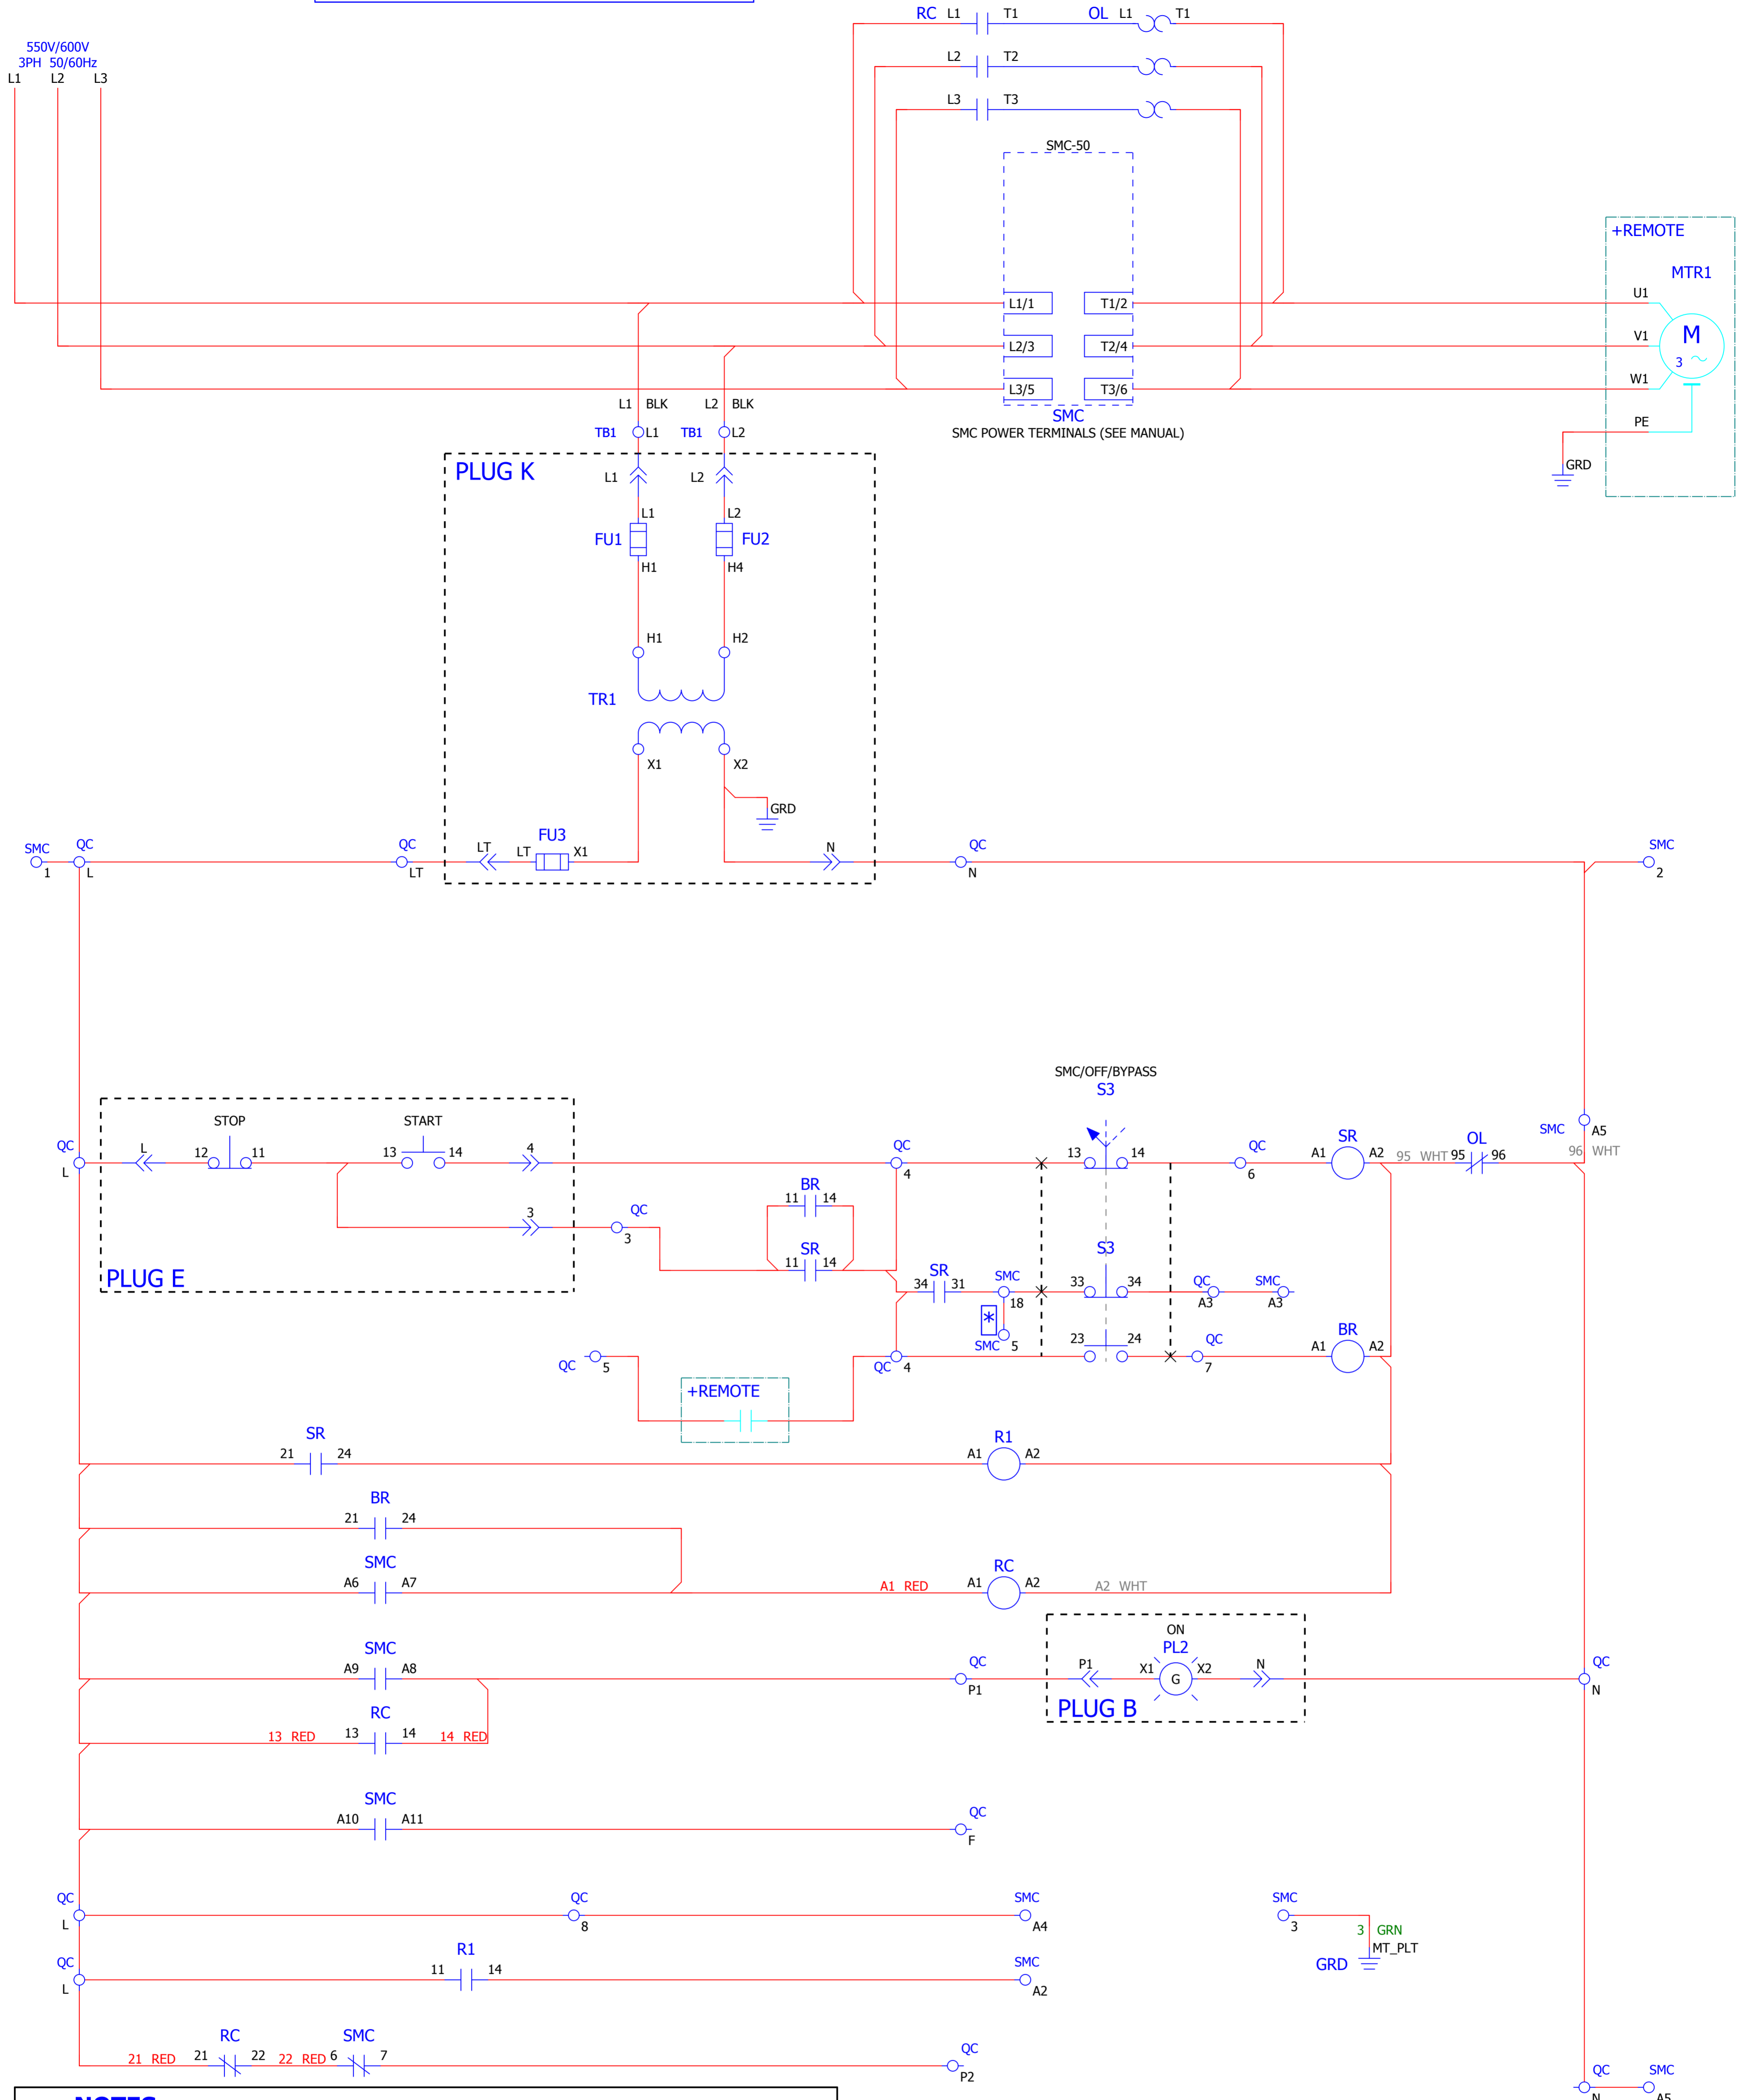 RC L1 T1 OL L1 T1
550V/600V
3PH 50/60Hz
L1 L2 L3
L2 T2
L3 T3
SMC-50
+REMOTE
MTR1
L1/1 T1/2 U1
L2/3 T2/4 V1 M
3
L3/5 T3/6 W1
L1 BLK L2 BLK
SMC
PE
TB1 L1 TB1 L2
SMC POWER TERMINALS (SEE MANUAL)
GRD
PLUG K
L1 L2
L1 L2
FU1 FU2
H1 H4
H1 H2
TR1
X1 X2
GRD
SMC QC QC FU3 QC SMC
LT LT X1 N
1 L LT N 2
SMC/OFF/BYPASS
S3
STOP START
SMC A5
QC L 12 11 13 14 4 QC 13 14 QC A1 SR A2 95 WHT 95 OL 96 96 WHT
L 4 6
BR
11 14
3 QC
3
SR S3
11 14
PLUG E
SR
34 31 SMC 33 34 QC SMC
18 A3 A3
*
SMC 5 23 24 QC BR
A1 A2
QC 5 QC 4 7
+REMOTE
SR R1
21 24 A1 A2
BR
21 24
SMC RC
A6 A7 A1 RED A1 A2 A2 WHT
ON
SMC PL2
A9 A8 QC P1 X1 G X2 N QC
P1 N
PLUG B
RC
13 RED 13 14 14 RED
SMC
A10 A11 QC
F
QC QC SMC SMC
L 8 A4 3
3 GRN
MT_PLT
GRD
QC R1 SMC
11 14
L A2
RC SMC
21 RED 21 22 22 RED 6 7 QC
P2
QC SMC
N A5
NOTES